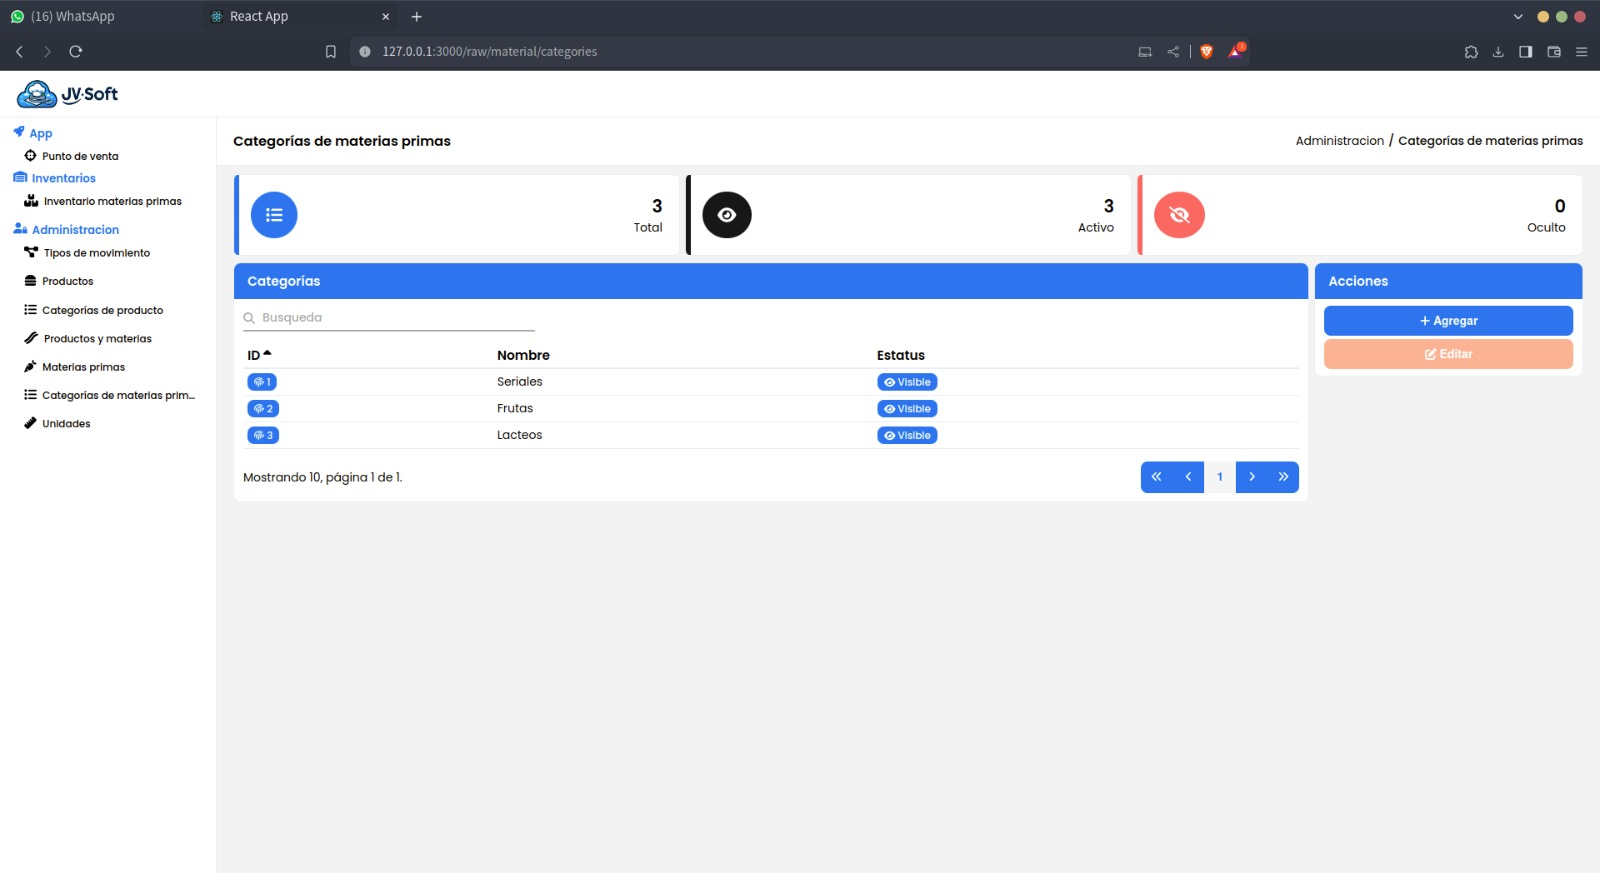 (16) WhatsApp
React App
127.0.0.1:3000/raw/material/categories
JV-Soft
App
Punto de venta
Inventarios
Inventario materias primas
Administracion
Tipos de movimiento
Productos
Categorías de producto
Productos y materias
Materias primas
Categorías de materias prim...
Unidades
Categorías de materias primas
Administracion / Categorías de materias primas
3
Total
3
Activo
0
Oculto
Categorías
Busqueda
ID Nombre Estatus
1 Seriales Visible
2 Frutas Visible
3 Lacteos Visible
Mostrando 10, página 1 de 1.
« ‹ 1 › »
Acciones
+ Agregar
Editar